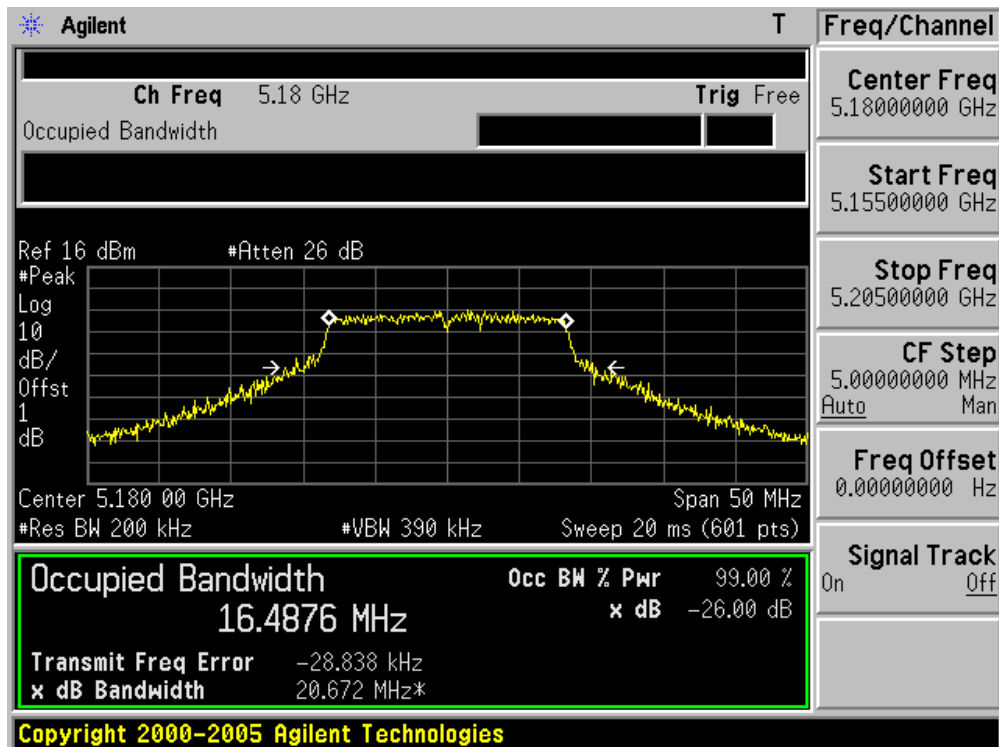 Agilent T Freq/Channel
Ch Freq 5.18 GHz Trig Free
Occupied Bandwidth
Center Freq
5.18000000 GHz
Start Freq
5.15500000 GHz
Stop Freq
5.20500000 GHz
CF Step
5.00000000 MHz
Auto Man
Freq Offset
0.00000000 Hz
Signal Track
On Off
Ref 16 dBm #Atten 26 dB
#Peak
Log
10
dB/
Offst
1
dB
Center 5.180 00 GHz Span 50 MHz
#Res BW 200 kHz #VBW 390 kHz Sweep 20 ms (601 pts)
Occupied Bandwidth Occ BW % Pwr 99.00 %
16.4876 MHz x dB -26.00 dB
Transmit Freq Error -28.838 kHz
x dB Bandwidth 20.672 MHz*
Copyright 2000-2005 Agilent Technologies